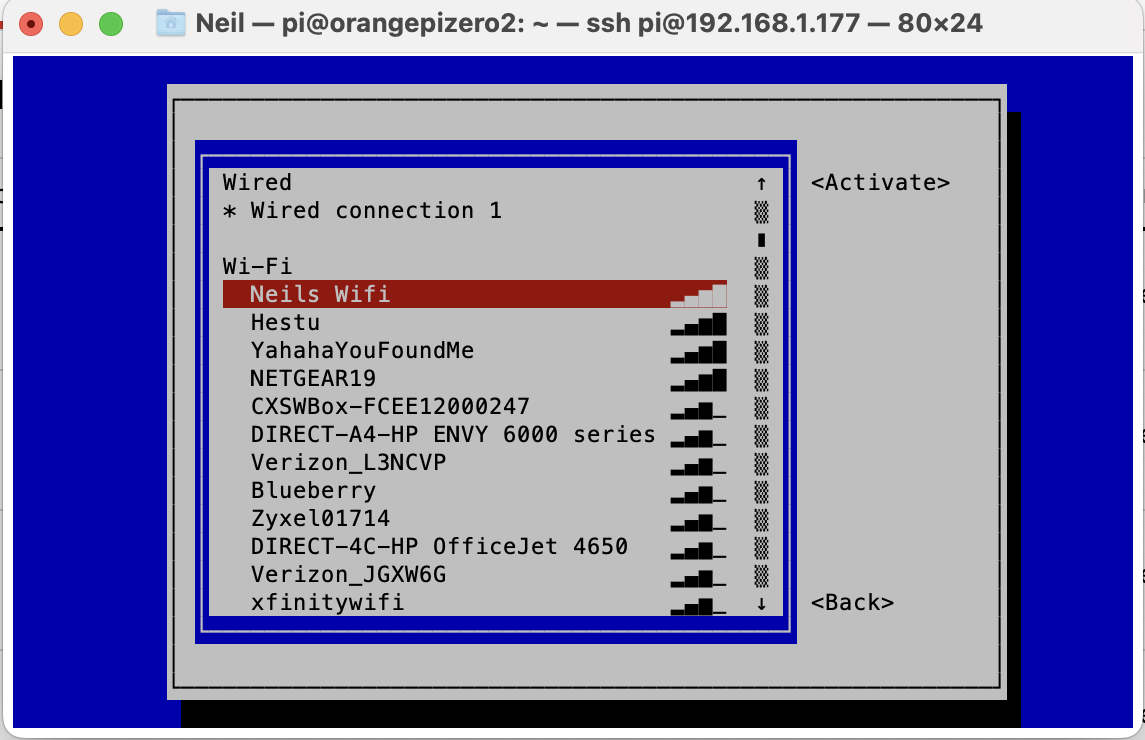 Neil — pi@orangepizero2: ~ — ssh pi@192.168.1.177 — 80×24
Wired ↑ <Activate>
* Wired connection 1
Wi-Fi
Neils Wifi
Hestu
YahahaYouFoundMe
NETGEAR19
CXSWBox-FCEE12000247
DIRECT-A4-HP ENVY 6000 series
Verizon_L3NCVP
Blueberry
Zyxel01714
DIRECT-4C-HP OfficeJet 4650
Verizon_JGXW6G
xfinitywifi ↓ <Back>